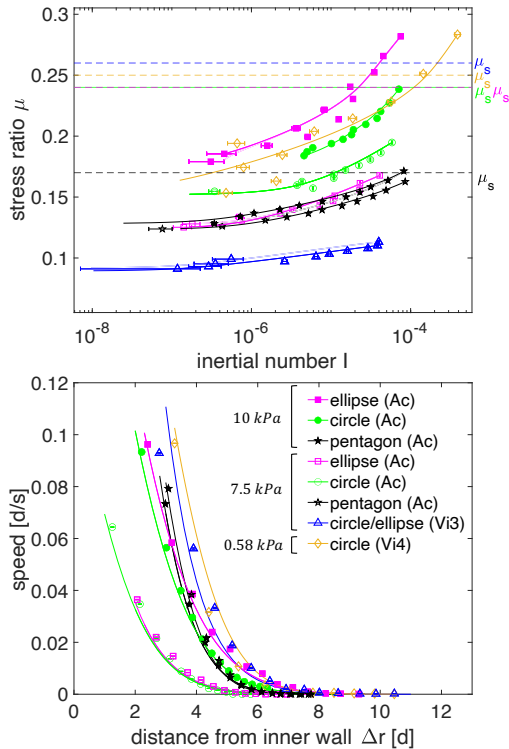 0.3
0.25
0.2
0.15
0.1
stress ratio μ
μs
μs
μs μs
μs
10-8
10-6
10-4
inertial number I
0.12
0.1
0.08
0.06
0.04
0.02
0
speed [d/s]
10 kPa
ellipse (Ac)
circle (Ac)
pentagon (Ac)
7.5 kPa
ellipse (Ac)
circle (Ac)
pentagon (Ac)
circle/ellipse (Vi3)
0.58 kPa
circle (Vi4)
0 2 4 6 8 10 12
distance from inner wall Δr [d]